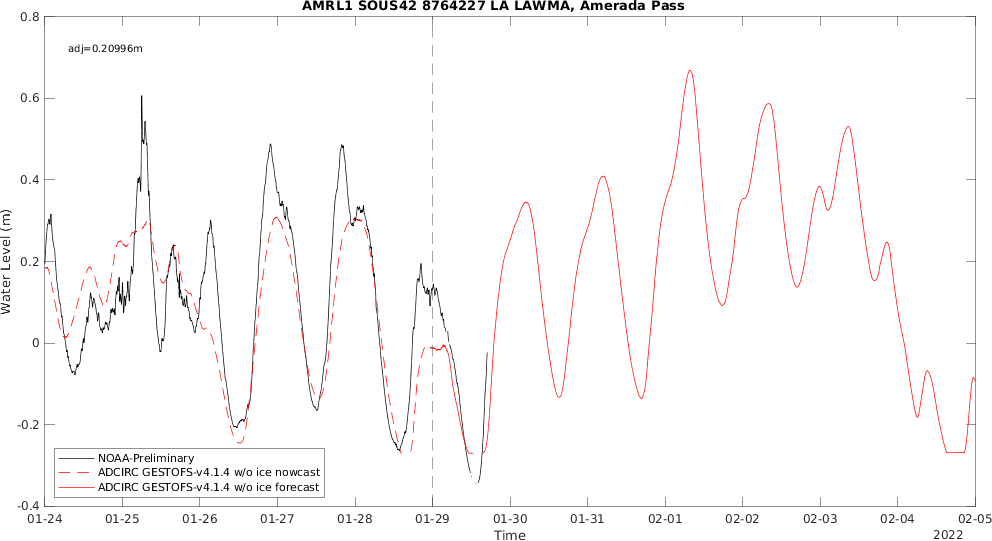 AMRL1 SOUS42 8764227 LA LAWMA, Amerada Pass
adj=0.20996m
0.8
0.6
0.4
0.2
0
-0.2
-0.4
Water Level (m)
NOAA-Preliminary
ADCIRC GESTOFS-v4.1.4 w/o ice nowcast
ADCIRC GESTOFS-v4.1.4 w/o ice forecast
01-24 01-25 01-26 01-27 01-28 01-29 01-30 01-31 02-01 02-02 02-03 02-04 02-05
Time
2022